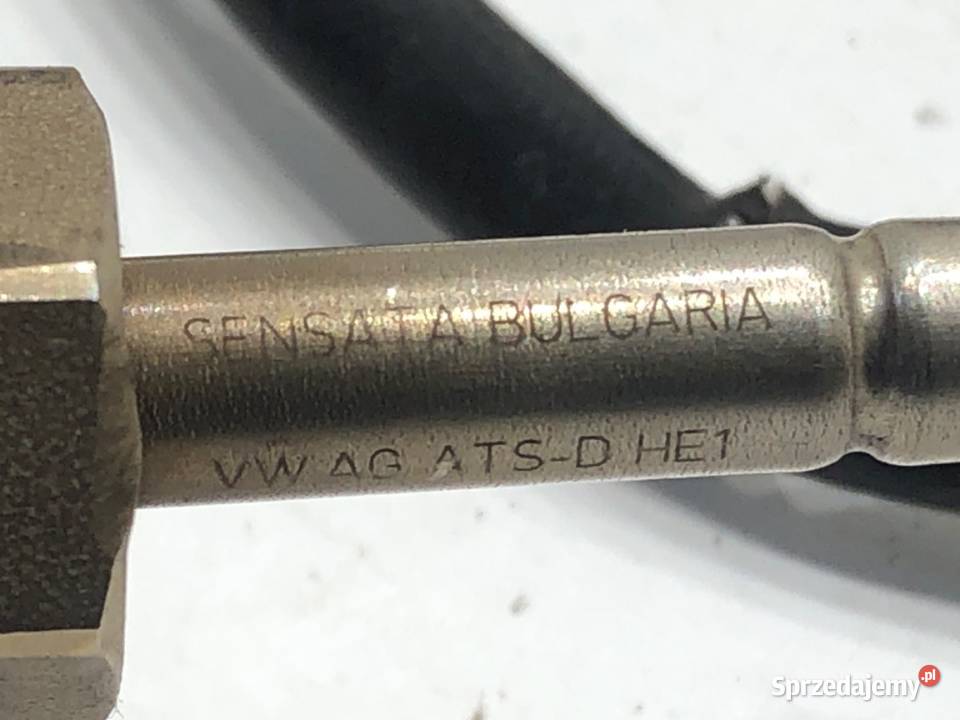 SENSATA BULGARIA
VW AG ATS-D HE1
Sprzedajemy.pl